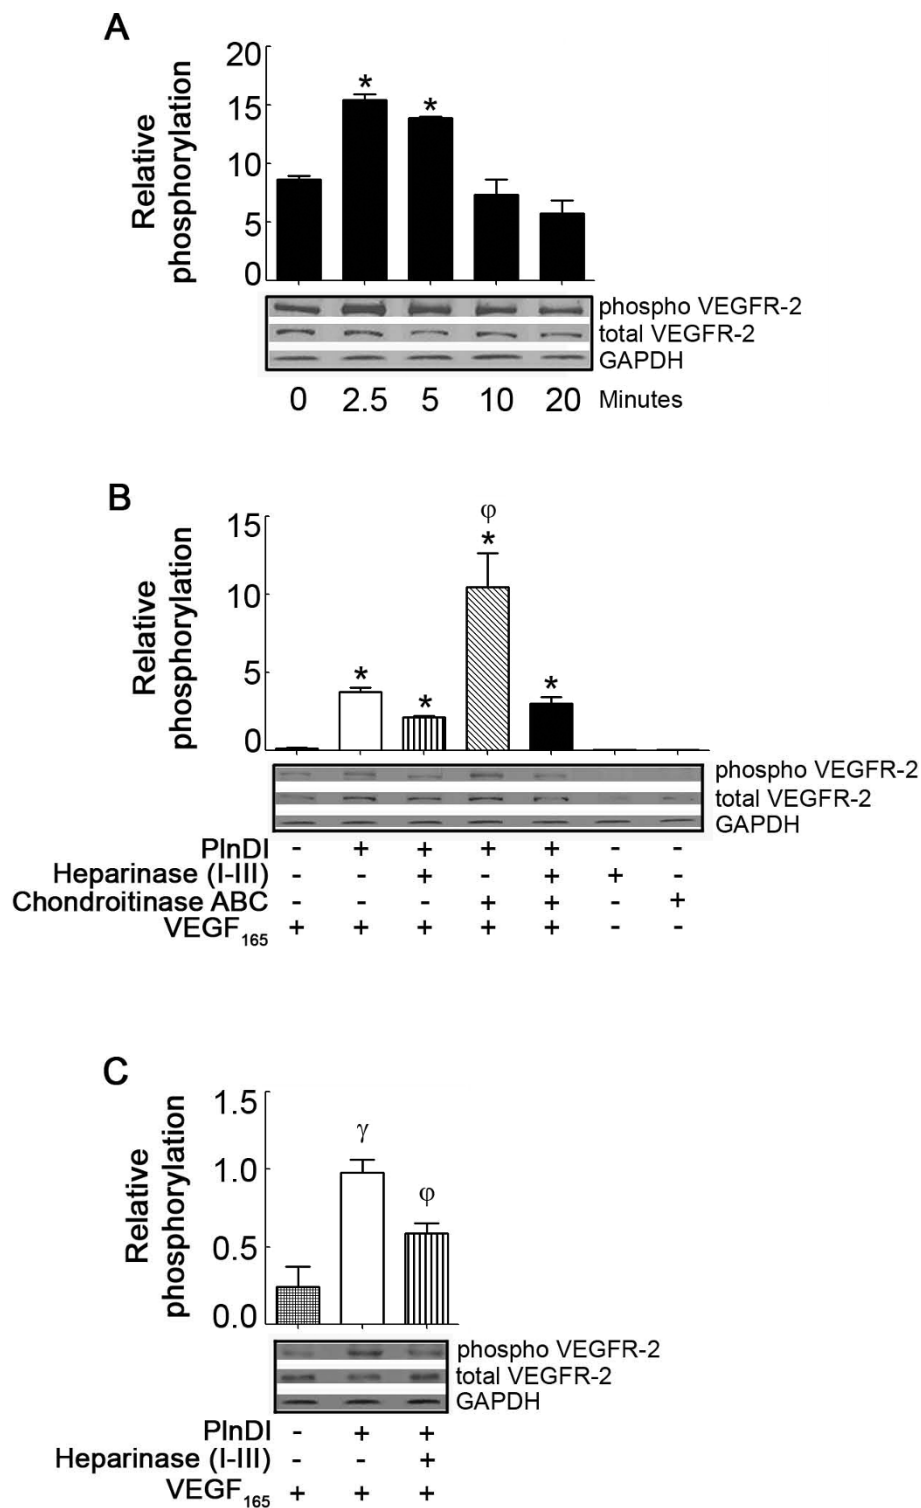 A
Relative
phosphorylation
20
15
10
5
0
* *
phospho VEGFR-2
total VEGFR-2
GAPDH
0 2.5 5 10 20 Minutes
B
Relative
phosphorylation
15
10
5
0
φ
* * * *
phospho VEGFR-2
total VEGFR-2
GAPDH
PlnDI - + + + + - -
Heparinase (I-III) - - + - + + -
Chondroitinase ABC - - - + + - +
VEGF₁₆₅ + + + + + - -
C
Relative
phosphorylation
1.5
1.0
0.5
0.0
γ
φ
phospho VEGFR-2
total VEGFR-2
GAPDH
PlnDI - + +
Heparinase (I-III) - - +
VEGF₁₆₅ + + +